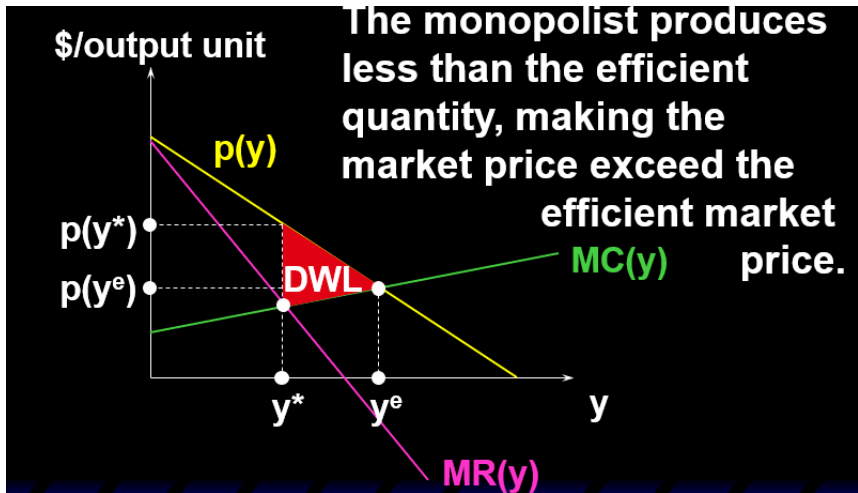 The monopolist produces
$/output unit
less than the efficient
quantity, making the
p(y)
market price exceed the
efficient market
p(y*)
MC(y)
price.
DWL
p(yᵉ)
y*
yᵉ
y
MR(y)